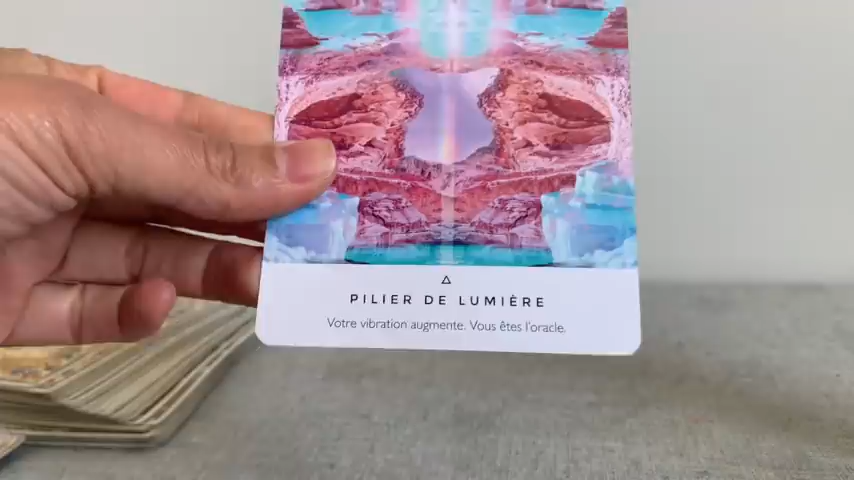 PILIER DE LUMIÈRE
Votre vibration augmente. Vous êtes l'oracle.